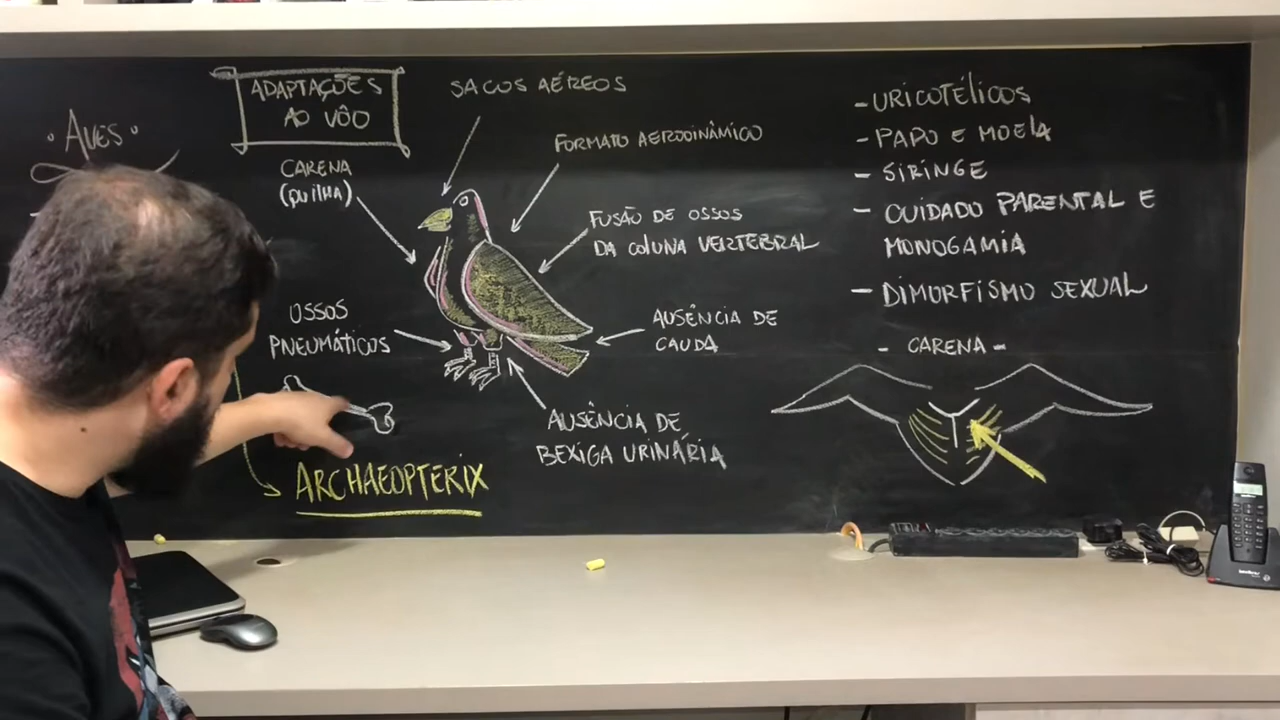 • AVES •
ADAPTAÇÕES
AO VÔO
SACOS AÉREOS
FORMATO AERODINÂMICO
CARENA
(QUILHA)
FUSÃO DE OSSOS
DA COLUNA VERTEBRAL
OSSOS
PNEUMÁTICOS
AUSÊNCIA DE
CAUDA
AUSÊNCIA DE
BEXIGA URINÁRIA
ARCHAEOPTERIX
- URICOTÉLICOS
- PAPO E MOELA
- SIRINGE
- CUIDADO PARENTAL E
MONOGAMIA
- DIMORFISMO SEXUAL
- CARENA -